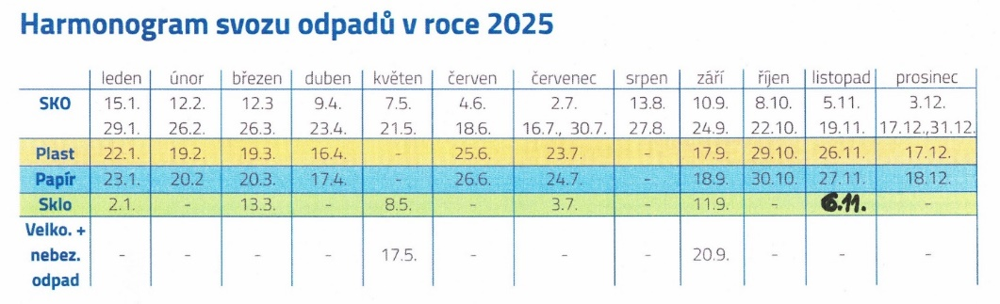 Harmonogram svozu odpadů v roce 2025
leden únor březen duben květen červen červenec srpen září říjen listopad prosinec
SKO 15.1. 12.2. 12.3 9.4. 7.5. 4.6. 2.7. 13.8. 10.9. 8.10. 5.11. 3.12.
29.1. 26.2. 26.3. 23.4. 21.5. 18.6. 16.7., 30.7. 27.8. 24.9. 22.10. 19.11. 17.12.,31.12.
Plast 22.1. 19.2. 19.3. 16.4. - 25.6. 23.7. - 17.9. 29.10. 26.11. 17.12.
Papír 23.1. 20.2 20.3. 17.4. - 26.6. 24.7. - 18.9. 30.10. 27.11. 18.12.
Sklo 2.1. - 13.3. - 8.5. - 3.7. - 11.9. - 6.11. -
Velko. +
nebez. - - - - 17.5. - - - 20.9. - - -
odpad